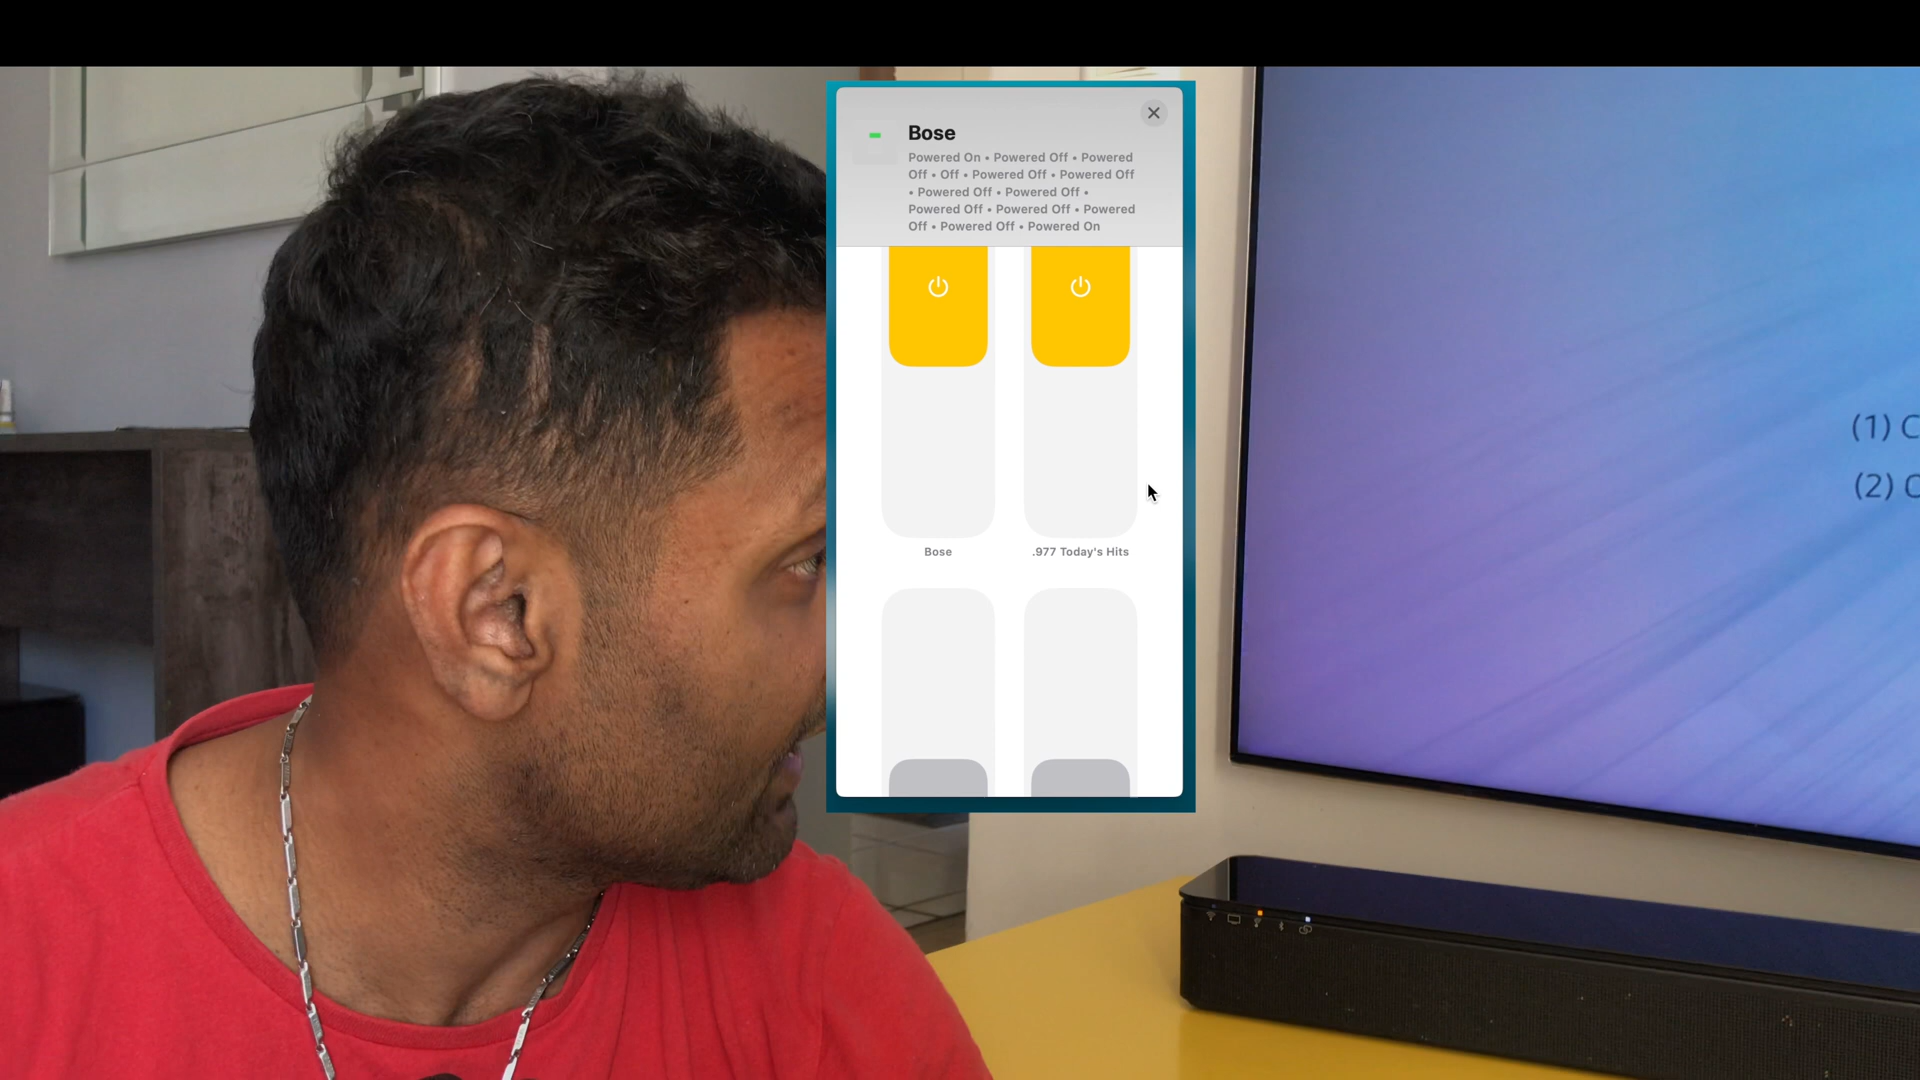 Bose
Powered On • Powered Off • Powered
Off • Off • Powered Off • Powered Off
• Powered Off • Powered Off •
Powered Off • Powered Off • Powered
Off • Powered Off • Powered On
Bose
.977 Today's Hits
(1) C
(2) C